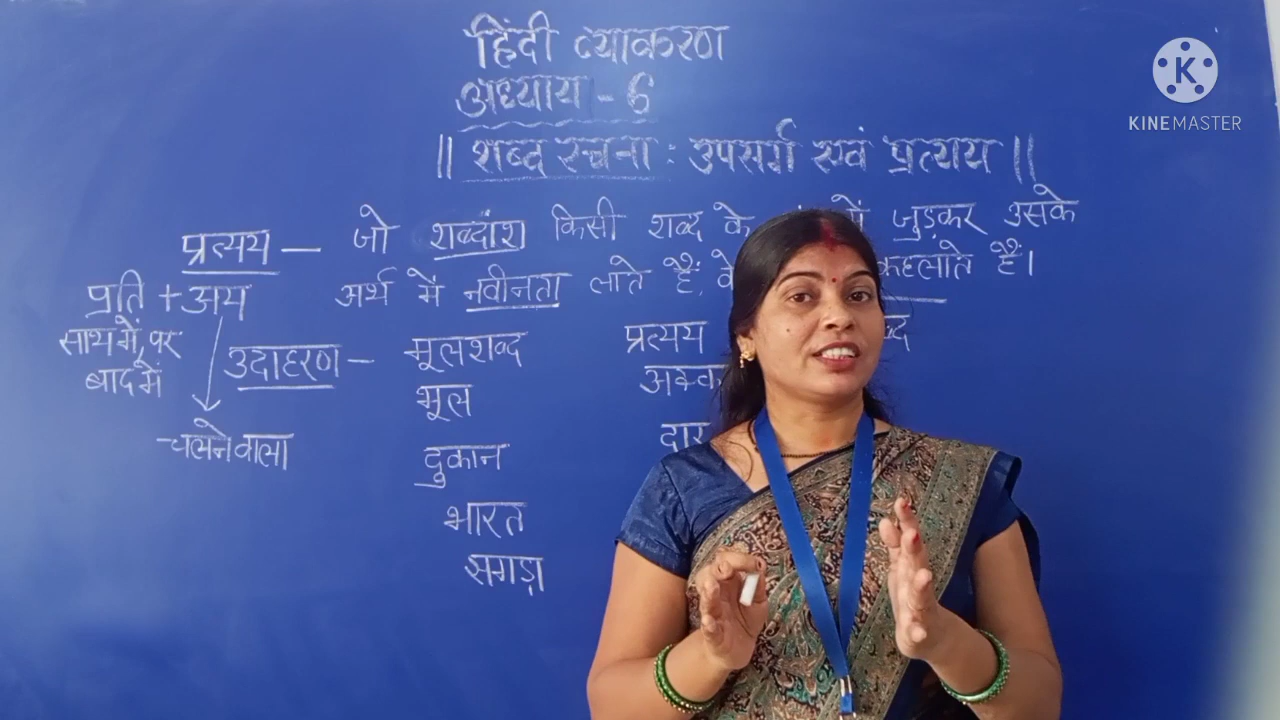 हिंदी व्याकरण
अध्याय - 6
|| शब्द रचना : उपसर्ग एवं प्रत्यय ||
प्रत्यय — जो शब्दांश किसी शब्द के में जुड़कर उसके
अर्थ में नवीनता लाते हैं, वे कहलाते हैं।
प्रति + अय
साथ में, पर
बाद में
चलनेवाला
उदाहरण — मूलशब्द प्रत्यय
भूल
दुकान दार
भारत
KINEMASTER